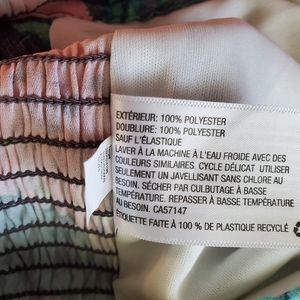 EXTÉRIEUR: 100% POLYESTER
DOUBLURE: 100% POLYESTER
SAUF L'ÉLASTIQUE
LAVER À LA MACHINE À L'EAU FROIDE AVEC DES
COULEURS SIMILAIRES. CYCLE DÉLICAT. UTILISER
SEULEMENT UN JAVELLISANT SANS CHLORE AU
BESOIN. SÉCHER PAR CULBUTAGE À BASSE
TEMPÉRATURE. REPASSER À BASSE TEMPÉRATURE
AU BESOIN. CA57147
ÉTIQUETTE FAITE À 100 % DE PLASTIQUE RECYCLÉ